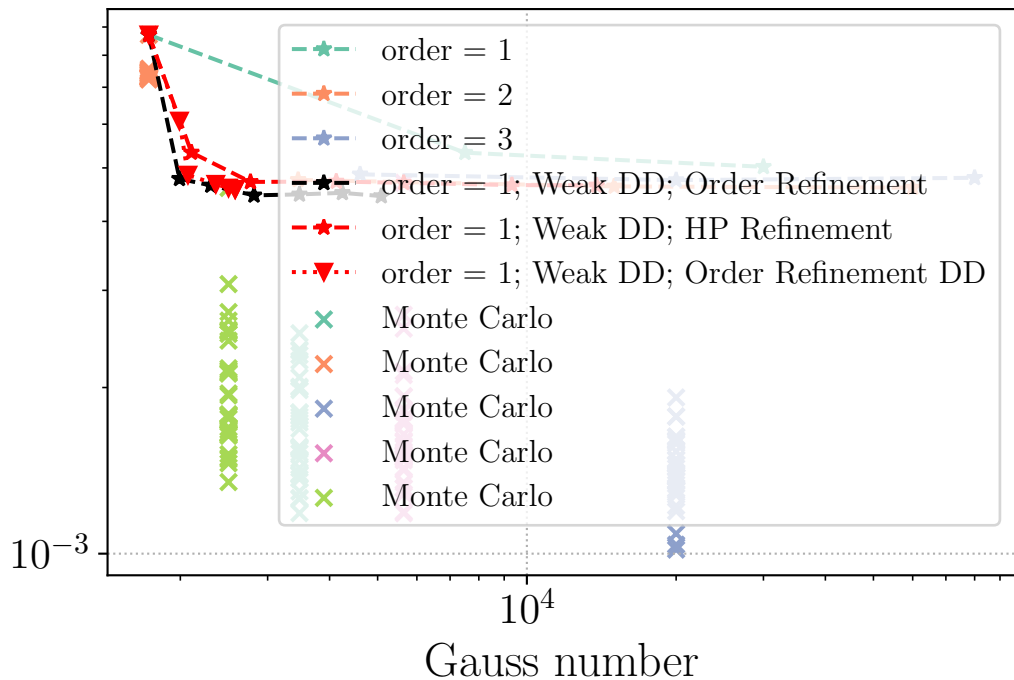 order = 1
order = 2
order = 3
order = 1; Weak DD; Order Refinement
order = 1; Weak DD; HP Refinement
order = 1; Weak DD; Order Refinement DD
Monte Carlo
Monte Carlo
Monte Carlo
Monte Carlo
Monte Carlo
10⁻³
10⁴
Gauss number